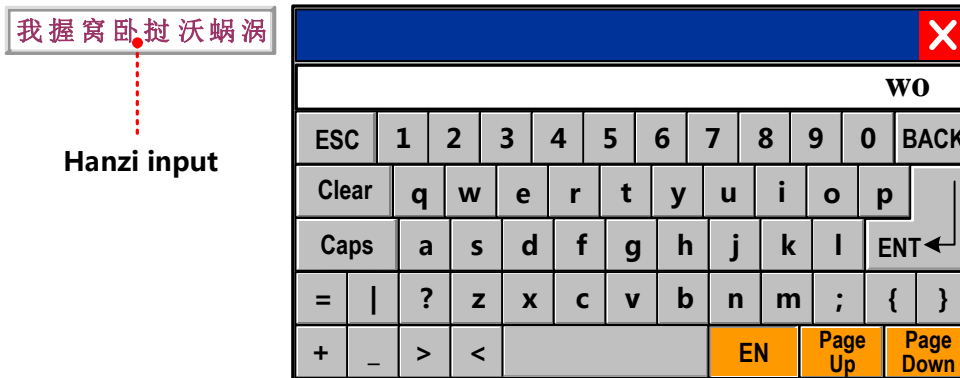 我握窝卧挝沃蜗涡
Hanzi input
X
wo
ESC 1 2 3 4 5 6 7 8 9 0 BACK
Clear q w e r t y u i o p
Caps a s d f g h j k l ENT
= | ? z x c v b n m ; { }
+ _ > < EN Page Up Page Down